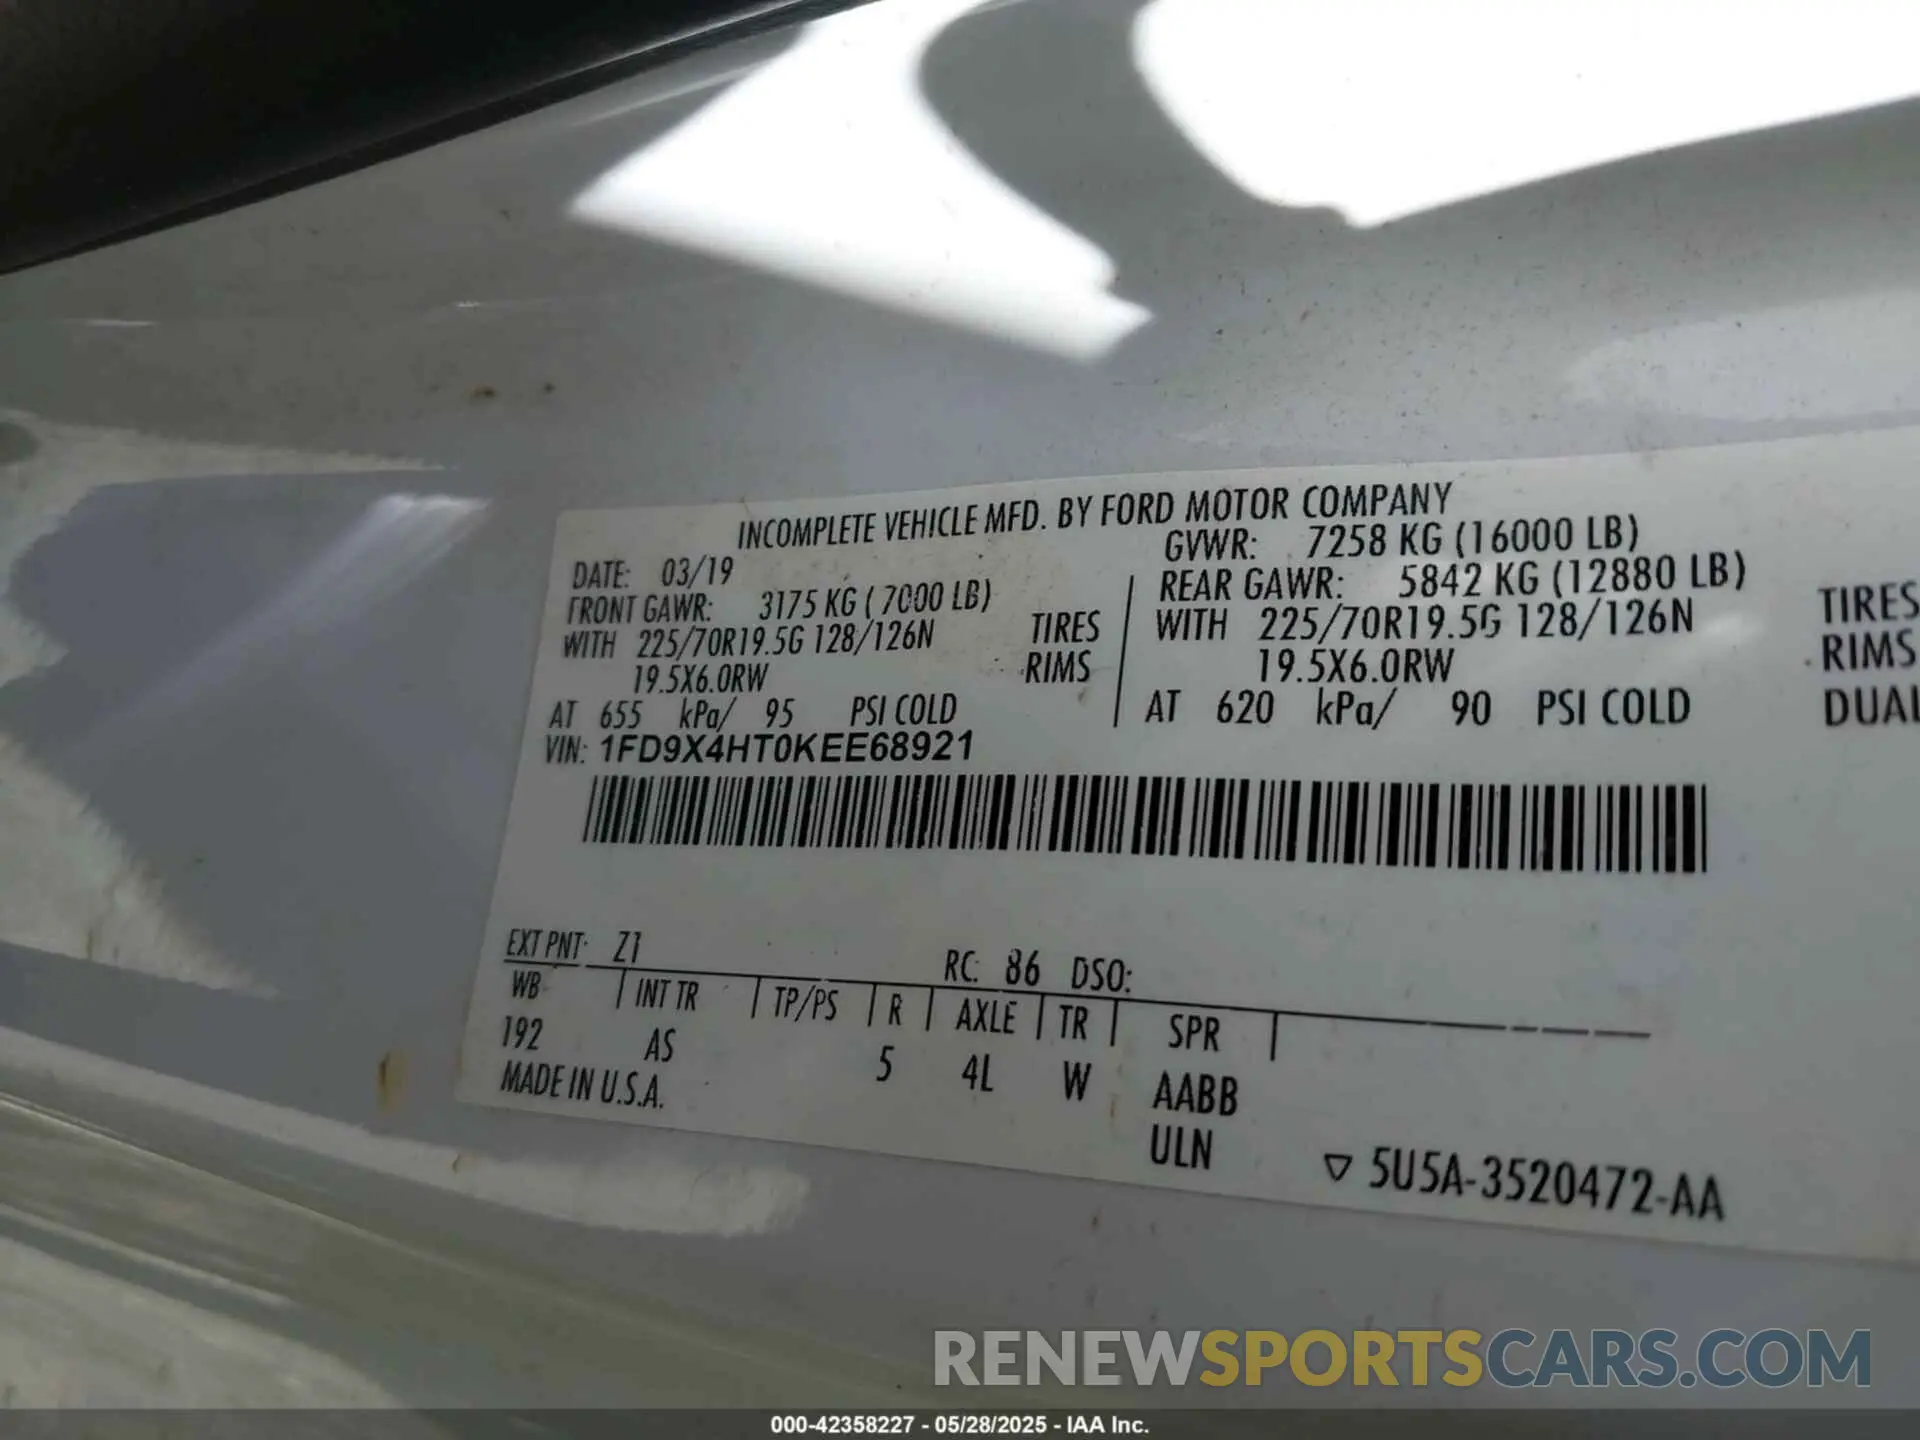 INCOMPLETE VEHICLE MFD. BY FORD MOTOR COMPANY
DATE: 03/19 GVWR: 7258 KG (16000 LB)
FRONT GAWR: 3175 KG (7000 LB) REAR GAWR: 5842 KG (12880 LB)
WITH 225/70R19.5G 128/126N TIRES WITH 225/70R19.5G 128/126N TIRES
19.5X6.0RW RIMS 19.5X6.0RW RIMS
AT 655 kPa/ 95 PSI COLD AT 620 kPa/ 90 PSI COLD DUAL
VIN: 1FD9X4HT0KEE68921
EXT PNT: Z1 RC: 86 DSO:
WB INT TR TP/PS R AXLE TR SPR
192 AS 5 4L W AABB
MADE IN U.S.A. ULN
5U5A-3520472-AA
RENEWSPORTSCARS.COM
000-42358227 - 05/28/2025 - IAA Inc.